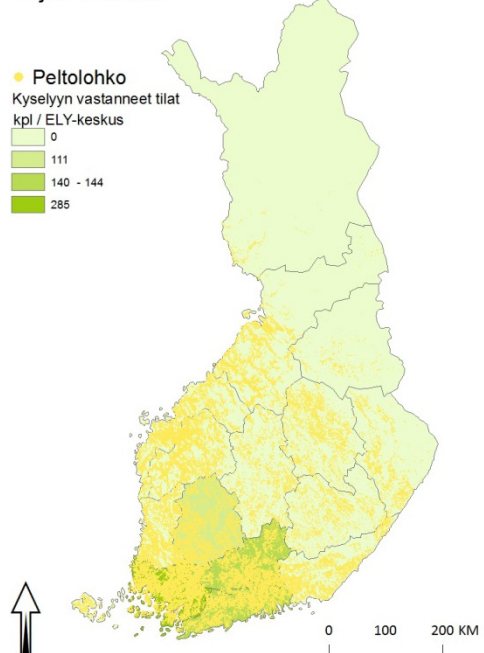 Peltolohko
Kyselyyn vastanneet tilat
kpl / ELY-keskus
0
111
140 - 144
285
0 100 200 KM